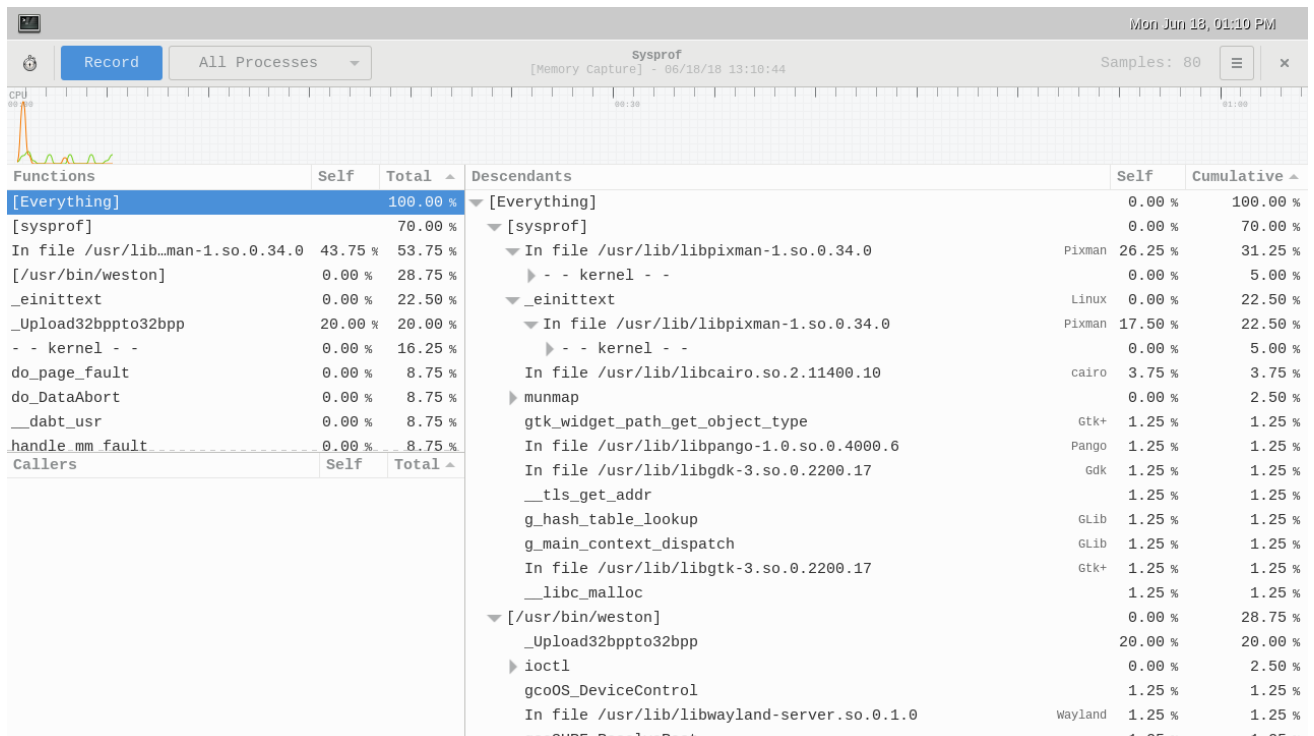 Mon Jun 18, 01:10 PM
Record
All Processes
Sysprof
[Memory Capture] - 06/18/18 13:10:44
Samples: 80
CPU
00:00
00:30
01:00
Functions Self Total
[Everything] 100.00 %
[sysprof] 70.00 %
In file /usr/lib…man-1.so.0.34.0 43.75 % 53.75 %
[/usr/bin/weston] 0.00 % 28.75 %
_einittext 0.00 % 22.50 %
_Upload32bppto32bpp 20.00 % 20.00 %
- - kernel - - 0.00 % 16.25 %
do_page_fault 0.00 % 8.75 %
do_DataAbort 0.00 % 8.75 %
__dabt_usr 0.00 % 8.75 %
handle_mm_fault 0.00 % 8.75 %
Callers Self Total
Descendants Self Cumulative
[Everything] 0.00 % 100.00 %
[sysprof] 0.00 % 70.00 %
In file /usr/lib/libpixman-1.so.0.34.0 Pixman 26.25 % 31.25 %
- - kernel - - 0.00 % 5.00 %
_einittext Linux 0.00 % 22.50 %
In file /usr/lib/libpixman-1.so.0.34.0 Pixman 17.50 % 22.50 %
- - kernel - - 0.00 % 5.00 %
In file /usr/lib/libcairo.so.2.11400.10 cairo 3.75 % 3.75 %
munmap 0.00 % 2.50 %
gtk_widget_path_get_object_type Gtk+ 1.25 % 1.25 %
In file /usr/lib/libpango-1.0.so.0.4000.6 Pango 1.25 % 1.25 %
In file /usr/lib/libgdk-3.so.0.2200.17 Gdk 1.25 % 1.25 %
__tls_get_addr 1.25 % 1.25 %
g_hash_table_lookup GLib 1.25 % 1.25 %
g_main_context_dispatch GLib 1.25 % 1.25 %
In file /usr/lib/libgtk-3.so.0.2200.17 Gtk+ 1.25 % 1.25 %
__libc_malloc 1.25 % 1.25 %
[/usr/bin/weston] 0.00 % 28.75 %
_Upload32bppto32bpp 20.00 % 20.00 %
ioctl 0.00 % 2.50 %
gcoOS_DeviceControl 1.25 % 1.25 %
In file /usr/lib/libwayland-server.so.0.1.0 Wayland 1.25 % 1.25 %